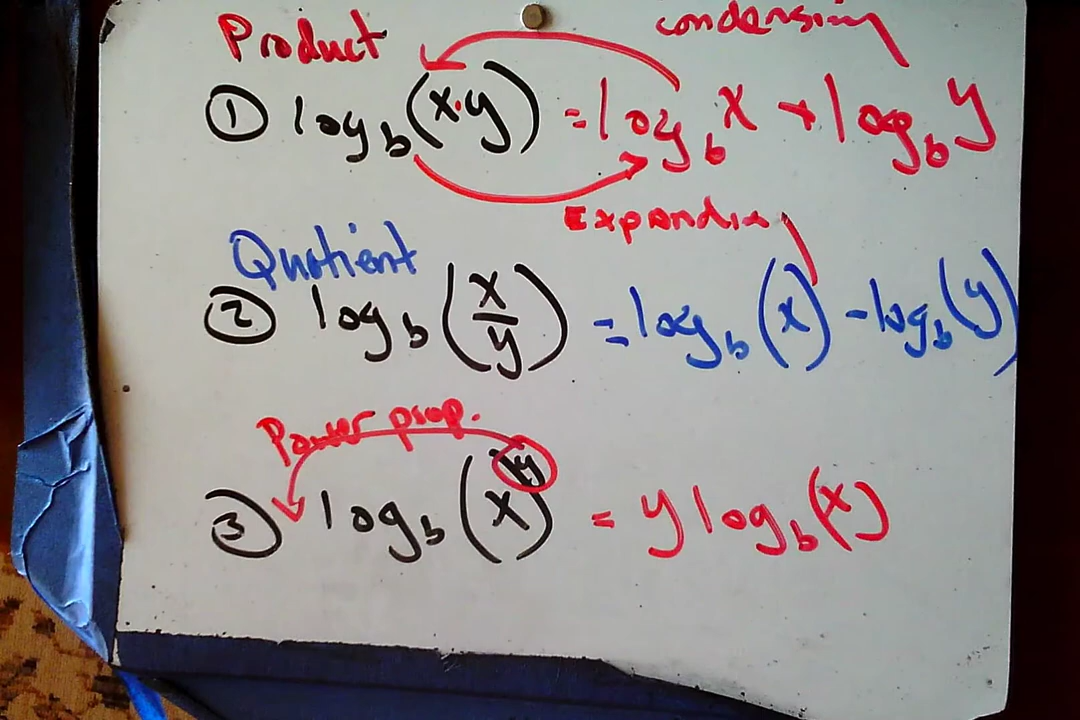 Product condensing
① log_b(x·y) = log_b x + log_b y
Expanding
Quotient
② log_b(x/y) = log_b(x) - log_b(y)
Power prop.
③ log_b(x^y) = y log_b(x)